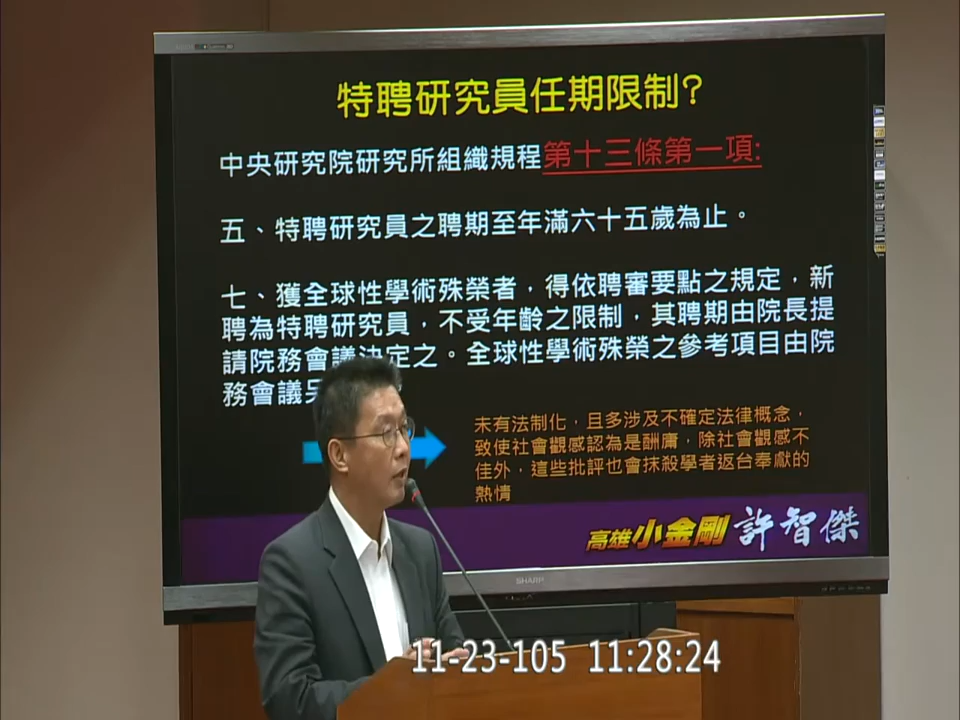 特聘研究員任期限制?
中央研究院研究所組織規程第十三條第一項:
五、特聘研究員之聘期至年滿六十五歲為止。
七、獲全球性學術殊榮者，得依聘審要點之規定，新
聘為特聘研究員，不受年齡之限制，其聘期由院長提
請院務會議決定之。全球性學術殊榮之參考項目由院
務會議
未有法制化，且多涉及不確定法律概念，
致使社會觀感認為是酬庸，除社會觀感不
佳外，這些批評也會抹殺學者返台奉獻的
熱情
高雄小金剛 許智傑
SHARP
11-23-105 11:28:24